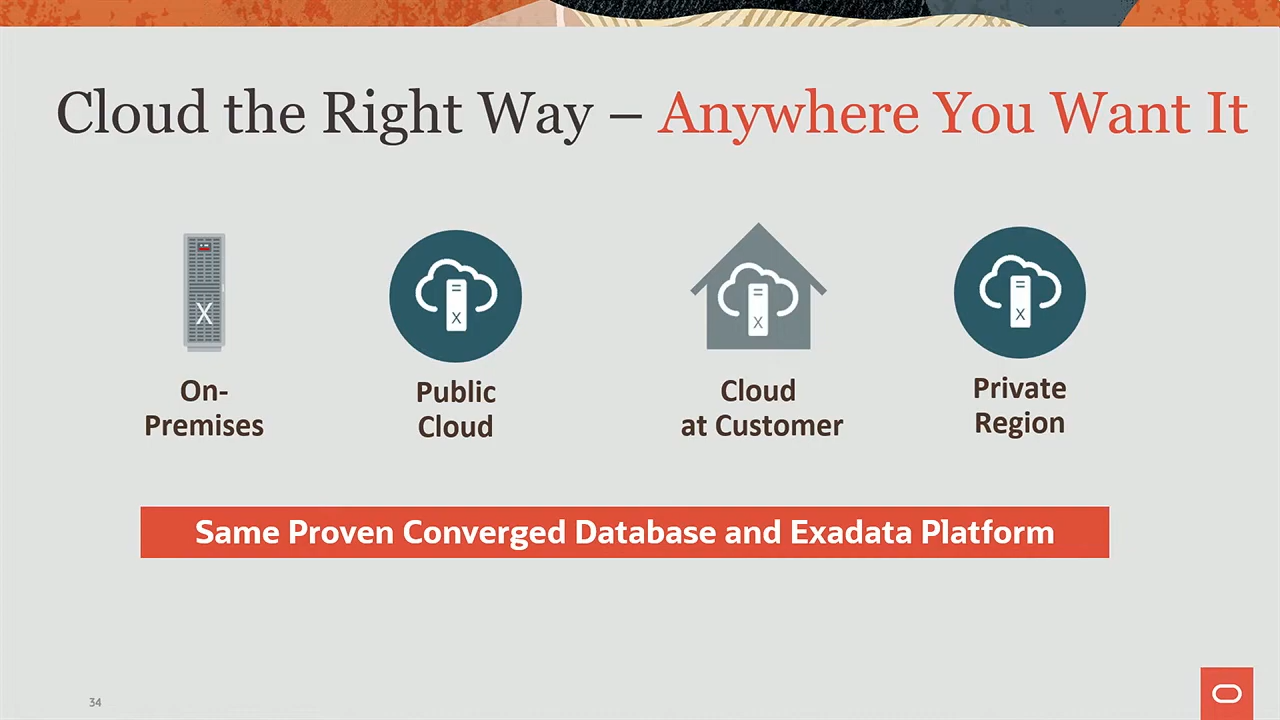 Cloud the Right Way – Anywhere You Want It
X
X
X
X
On-
Premises
Public
Cloud
Cloud
at Customer
Private
Region
Same Proven Converged Database and Exadata Platform
34